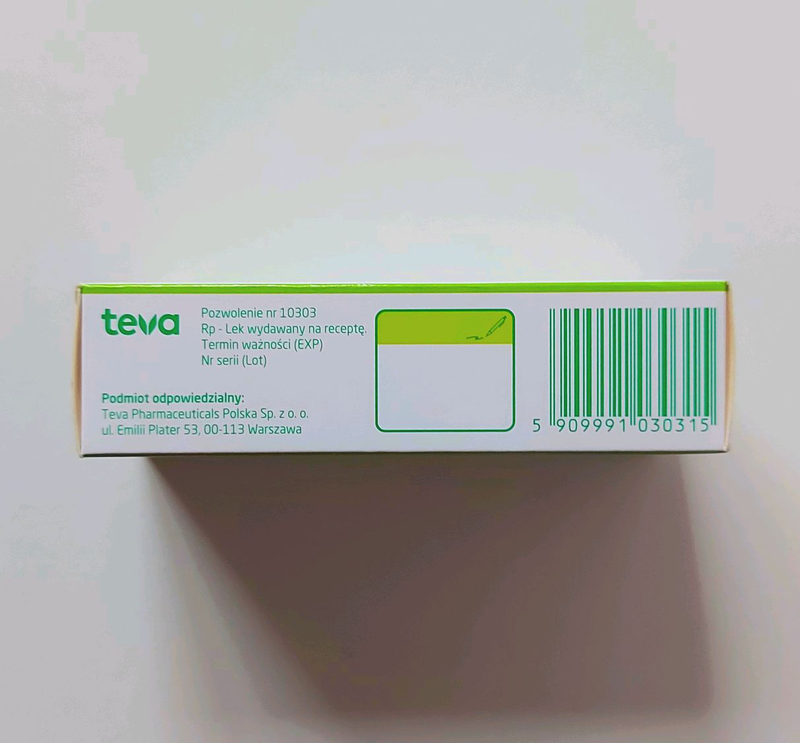 teva
Pozwolenie nr 10303
Rp - Lek wydawany na receptę.
Termin ważności (EXP)
Nr serii (Lot)
Podmiot odpowiedzialny:
Teva Pharmaceuticals Polska Sp. z o. o.
ul. Emilii Plater 53, 00-113 Warszawa
5 909991 030315